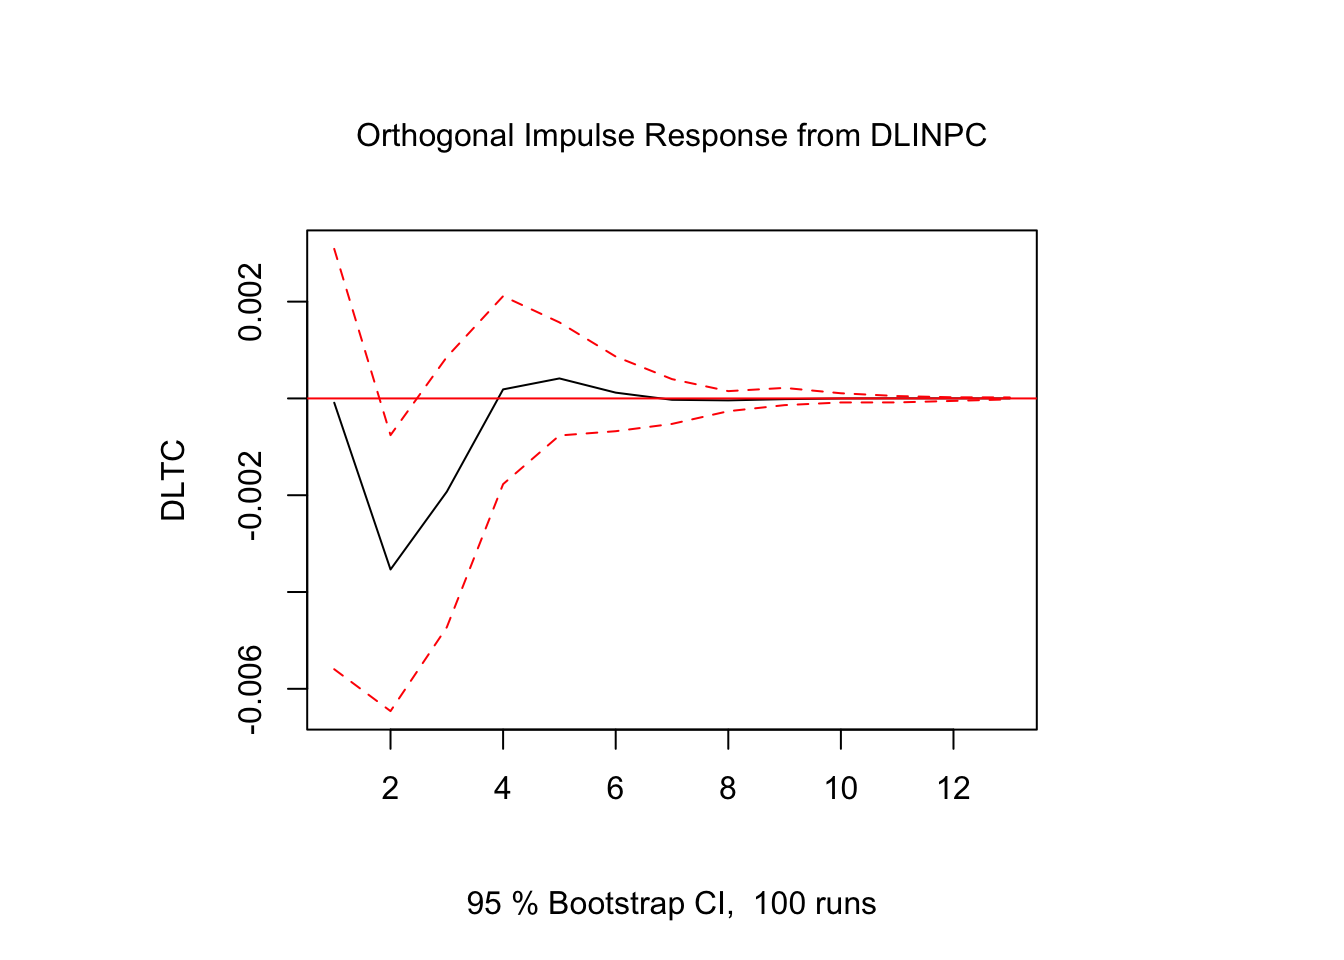 Orthogonal Impulse Response from DLINPC
DLTC
0.002
-0.002
-0.006
2 4 6 8 10 12
95 % Bootstrap CI,  100 runs